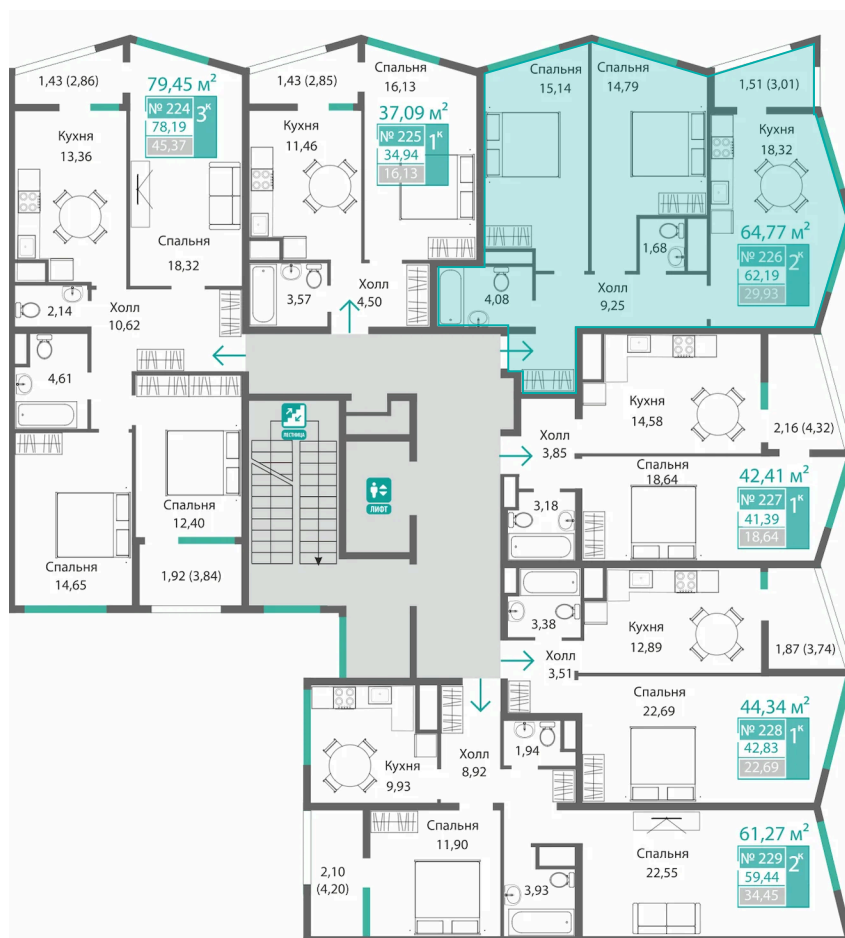 1,43 (2,86)
79,45 м²
№ 224
3к
78,19
45,37
Кухня
13,36
Спальня
18,32
2,14
Холл
10,62
4,61
Спальня
12,40
Спальня
14,65
1,92 (3,84)
1,43 (2,85)
Спальня
16,13
37,09 м²
№ 225
1к
34,94
16,13
Кухня
11,46
3,57
Холл
4,50
Спальня
15,14
Спальня
14,79
1,51 (3,01)
Кухня
18,32
64,77 м²
№ 226
2к
62,19
29,93
1,68
4,08
Холл
9,25
ЛЕСТНИЦА
ЛИФТ
Кухня
14,58
2,16 (4,32)
Холл
3,85
Спальня
18,64
42,41 м²
№ 227
1к
41,39
18,64
3,18
3,38
Кухня
12,89
1,87 (3,74)
Холл
3,51
Спальня
22,69
44,34 м²
№ 228
1к
42,83
22,69
Кухня
9,93
Холл
8,92
1,94
Спальня
11,90
2,10
(4,20)
3,93
Спальня
22,55
61,27 м²
№ 229
2к
59,44
34,45